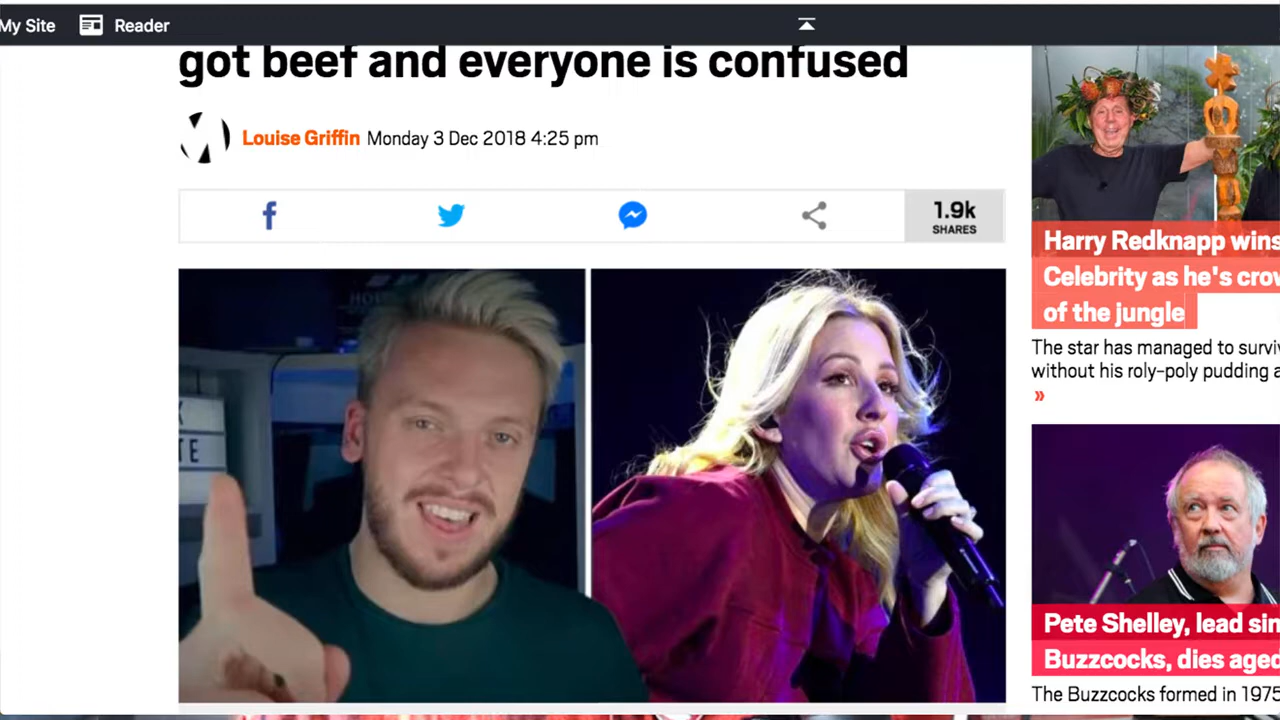 My Site
Reader
got beef and everyone is confused
Louise Griffin Monday 3 Dec 2018 4:25 pm
1.9k
SHARES
Harry Redknapp wins
Celebrity as he's crow
of the jungle
The star has managed to surviv
without his roly-poly pudding a
»
Pete Shelley, lead sin
Buzzcocks, dies aged
The Buzzcocks formed in 1975